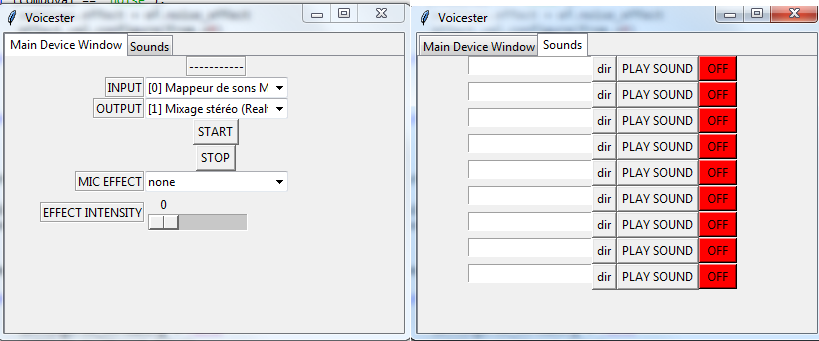 Voicester
Main Device Window Sounds
-----------
INPUT [0] Mappeur de sons M
OUTPUT [1] Mixage stéréo (Real
START
STOP
MIC EFFECT none
0
EFFECT INTENSITY
Voicester
Main Device Window Sounds
dir PLAY SOUND OFF
dir PLAY SOUND OFF
dir PLAY SOUND OFF
dir PLAY SOUND OFF
dir PLAY SOUND OFF
dir PLAY SOUND OFF
dir PLAY SOUND OFF
dir PLAY SOUND OFF
dir PLAY SOUND OFF